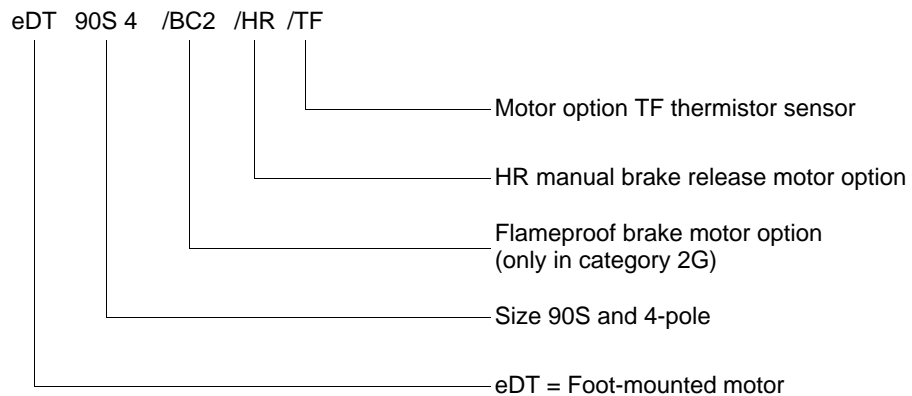 eDT 90S 4 /BC2 /HR /TF
Motor option TF thermistor sensor
HR manual brake release motor option
Flameproof brake motor option
(only in category 2G)
Size 90S and 4-pole
eDT = Foot-mounted motor